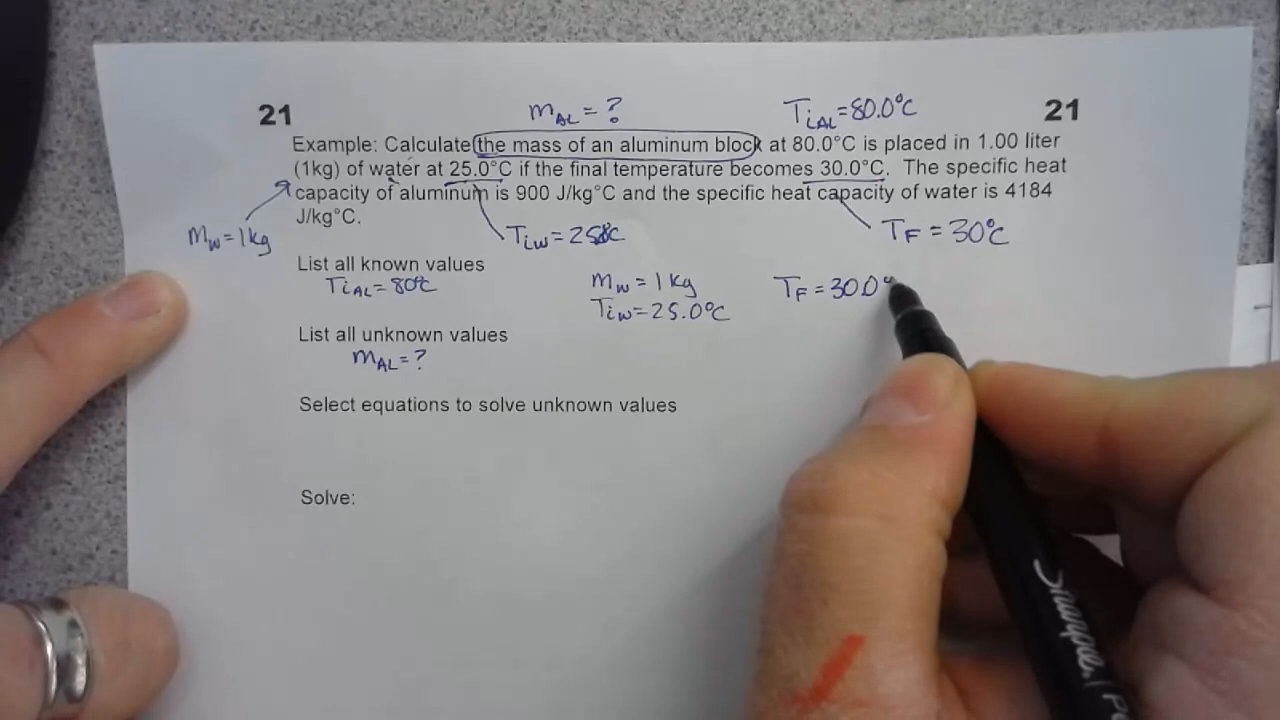 21 m_AL = ? T_iAL = 80.0°C 21
Example: Calculate the mass of an aluminum block at 80.0°C is placed in 1.00 liter
(1kg) of water at 25.0°C if the final temperature becomes 30.0°C. The specific heat
capacity of aluminum is 900 J/kg°C and the specific heat capacity of water is 4184
J/kg°C.
m_w = 1kg T_iw = 25°C T_F = 30°C
List all known values
T_iAL = 80°C m_w = 1kg T_F = 30.0°
T_iw = 25.0°C
List all unknown values
m_AL = ?
Select equations to solve unknown values
Solve:
Sharpie